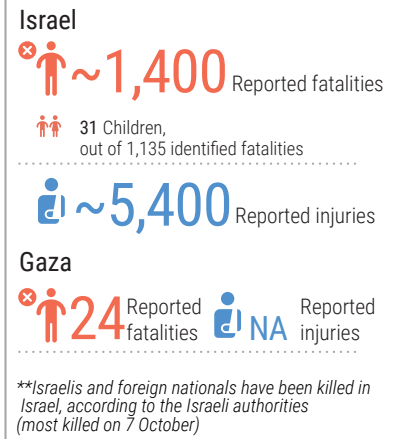 Israel
~1,400 Reported fatalities
31 Children,
out of 1,135 identified fatalities
~5,400 Reported injuries
Gaza
24 Reported fatalities NA Reported injuries
**Israelis and foreign nationals have been killed in
Israel, according to the Israeli authorities
(most killed on 7 October)